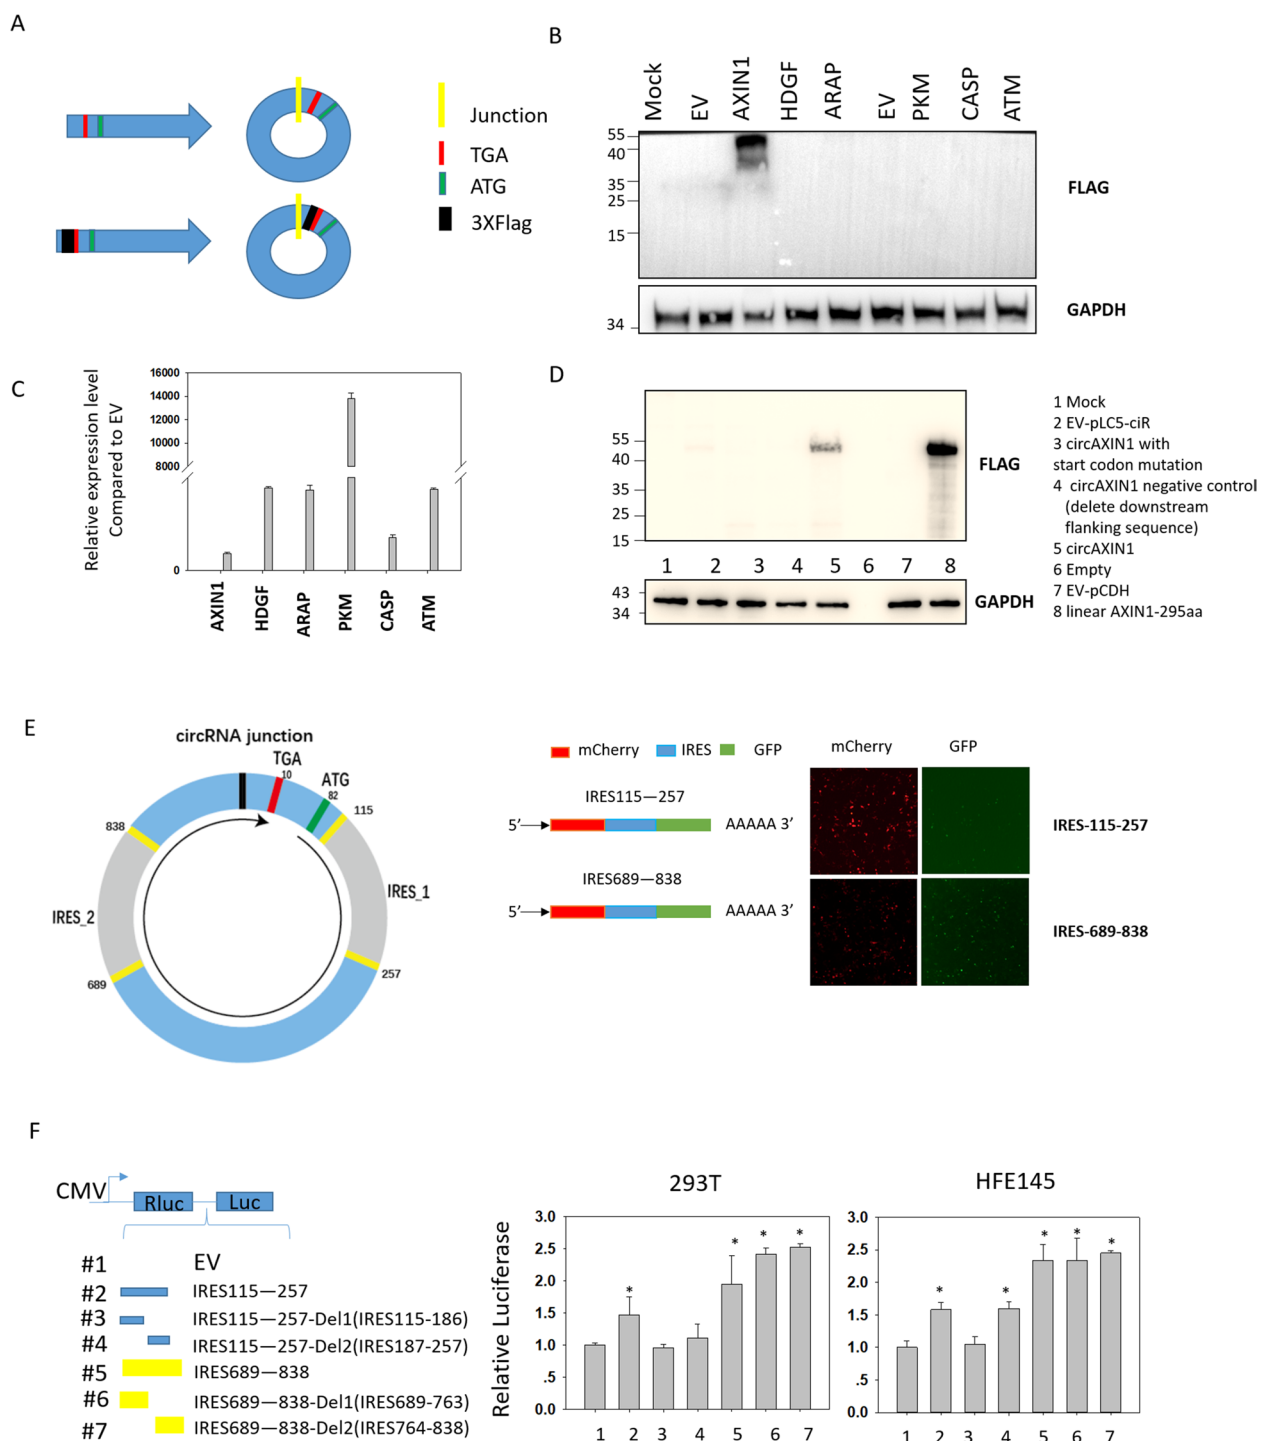 A
Junction
TGA
ATG
3XFlag
B
Mock
EV
AXIN1
HDGF
ARAP
EV
PKM
CASP
ATM
55
40
35
25
15
FLAG
34
GAPDH
C
Relative expression level
Compared to EV
16000
14000
12000
10000
8000
0
AXIN1
HDGF
ARAP
PKM
CASP
ATM
D
55
40
35
25
15
FLAG
1 2 3 4 5 6 7 8
43
34
GAPDH
1 Mock
2 EV-pLC5-ciR
3 circAXIN1 with
start codon mutation
4 circAXIN1 negative control
(delete downstream
flanking sequence)
5 circAXIN1
6 Empty
7 EV-pCDH
8 linear AXIN1-295aa
E
circRNA junction
TGA
10
ATG
82
115
838
IRES_1
IRES_2
689
257
mCherry IRES GFP
IRES115—257
5’ AAAAA 3’
IRES689—838
5’ AAAAA 3’
mCherry GFP
IRES-115-257
IRES-689-838
F
CMV
Rluc Luc
#1 EV
#2 IRES115—257
#3 IRES115—257-Del1(IRES115-186)
#4 IRES115—257-Del2(IRES187-257)
#5 IRES689—838
#6 IRES689—838-Del1(IRES689-763)
#7 IRES689—838-Del2(IRES764-838)
293T
Relative Luciferase
3.0
2.5
2.0
1.5
1.0
0.5
0.0
* * * *
1 2 3 4 5 6 7
HFE145
3.0
2.5
2.0
1.5
1.0
0.5
0.0
* * * * *
1 2 3 4 5 6 7